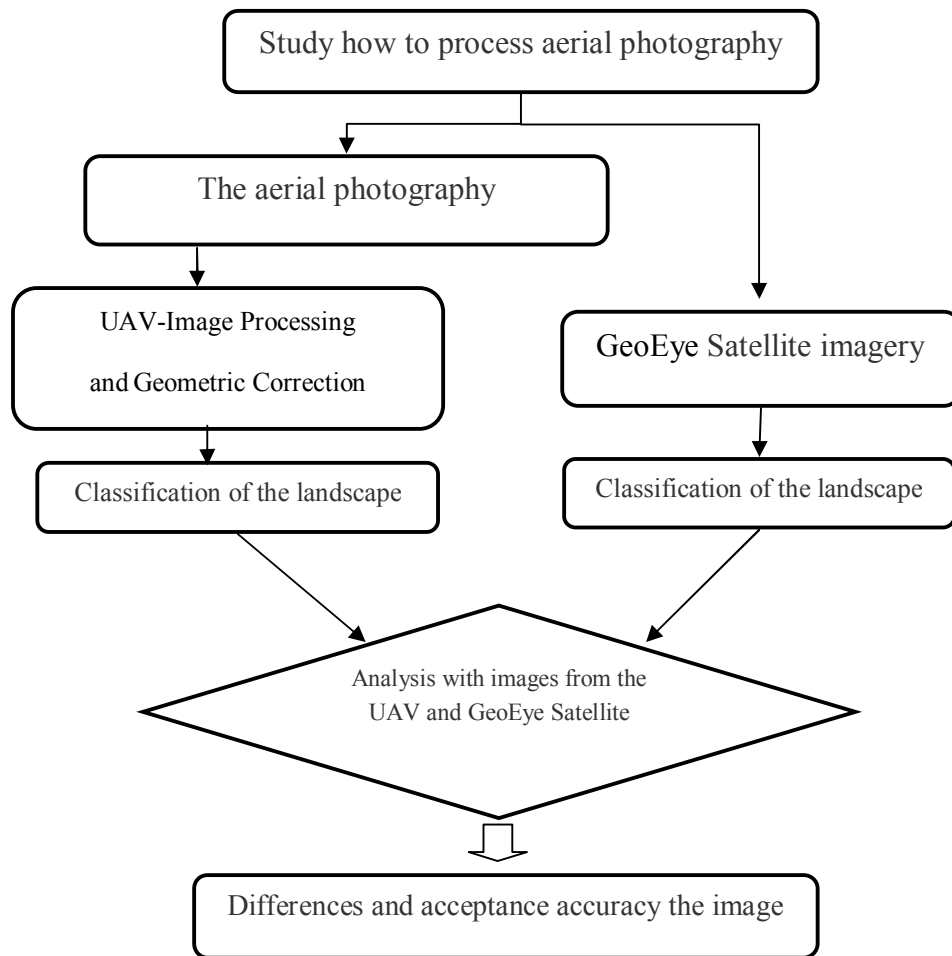 Study how to process aerial photography
The aerial photography
UAV-Image Processing
and Geometric Correction
GeoEye Satellite imagery
Classification of the landscape
Classification of the landscape
Analysis with images from the
UAV and GeoEye Satellite
Differences and acceptance accuracy the image